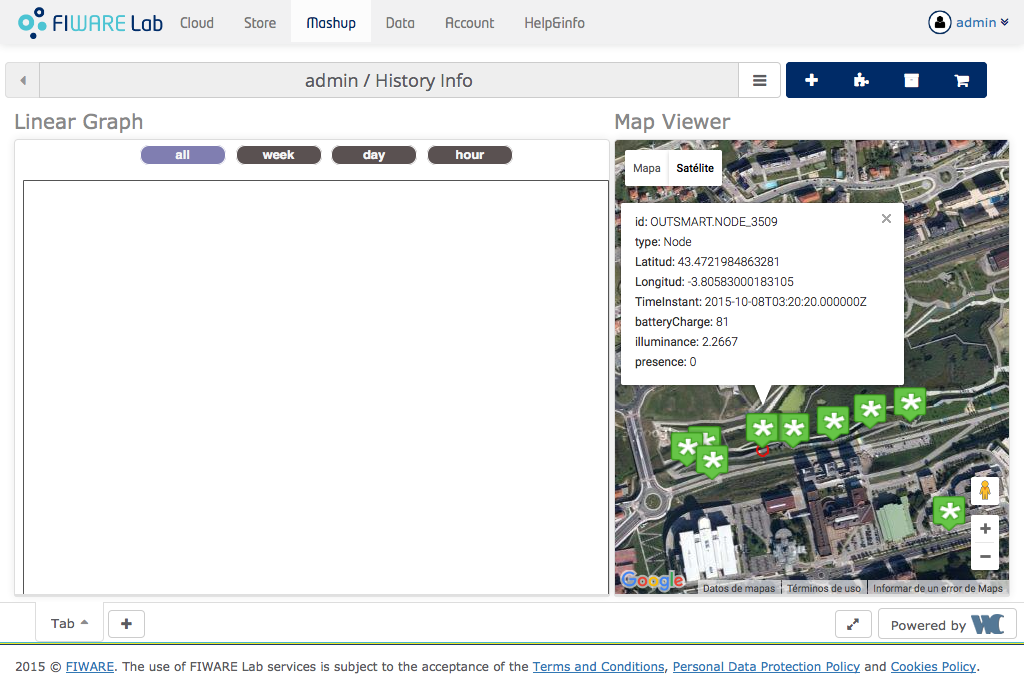 FIWARE Lab
Cloud Store Mashup Data Account Help&info
admin
admin / History Info
Linear Graph
all week day hour
Map Viewer
Mapa Satélite
id: OUTSMART.NODE_3509
type: Node
Latitud: 43.4721984863281
Longitud: -3.80583000183105
TimeInstant: 2015-10-08T03:20:20.000000Z
batteryCharge: 81
illuminance: 2.2667
presence: 0
Google
Datos de mapas Términos de uso Informar de un error de Maps
Tab
Powered by WC
2015 © FIWARE. The use of FIWARE Lab services is subject to the acceptance of the Terms and Conditions, Personal Data Protection Policy and Cookies Policy.